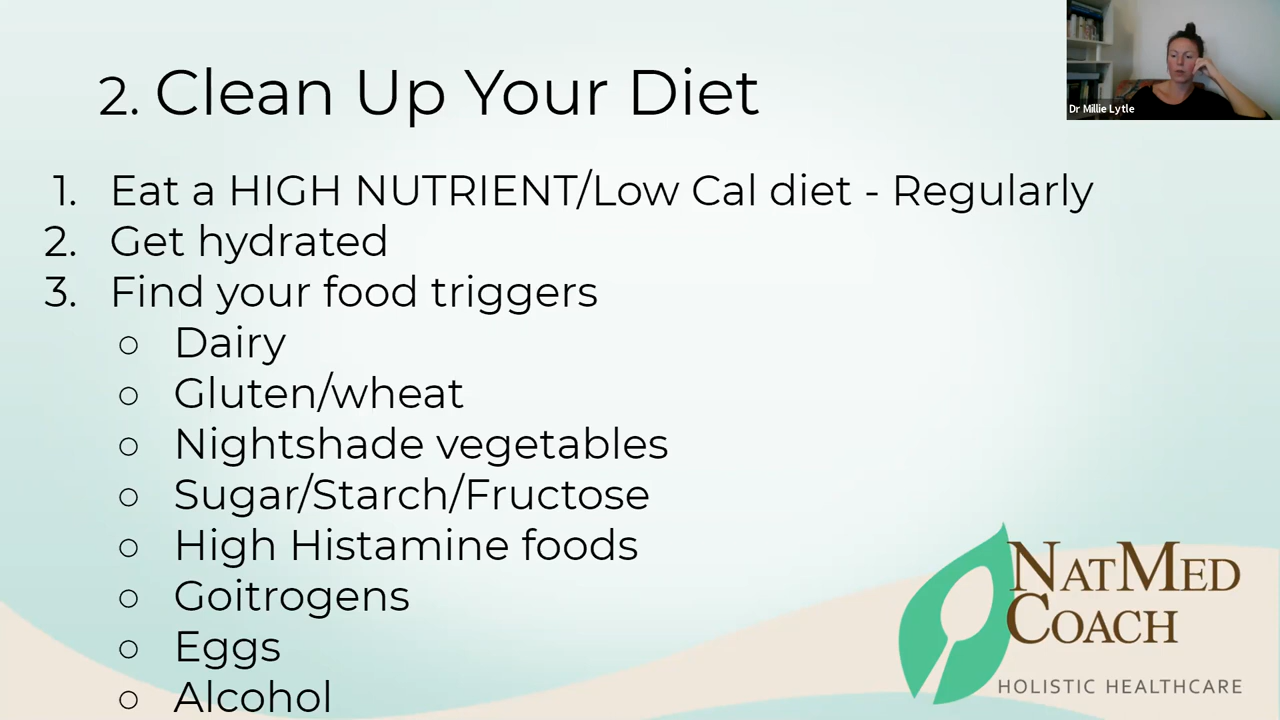 2. Clean Up Your Diet
Dr Millie Lytle
1. Eat a HIGH NUTRIENT/Low Cal diet - Regularly
2. Get hydrated
3. Find your food triggers
○ Dairy
○ Gluten/wheat
○ Nightshade vegetables
○ Sugar/Starch/Fructose
○ High Histamine foods
○ Goitrogens
○ Eggs
○ Alcohol
NATMED
COACH
HOLISTIC HEALTHCARE